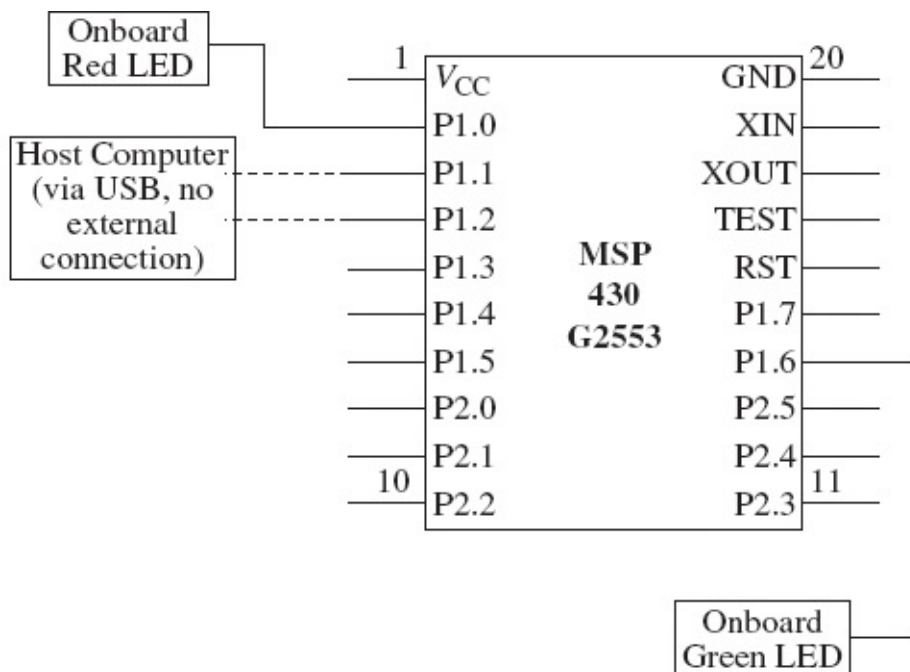 Onboard
Red LED
Host Computer
(via USB, no
external
connection)
1
10
V_CC
P1.0
P1.1
P1.2
P1.3
P1.4
P1.5
P2.0
P2.1
P2.2
MSP
430
G2553
GND
XIN
XOUT
TEST
RST
P1.7
P1.6
P2.5
P2.4
P2.3
20
11
Onboard
Green LED